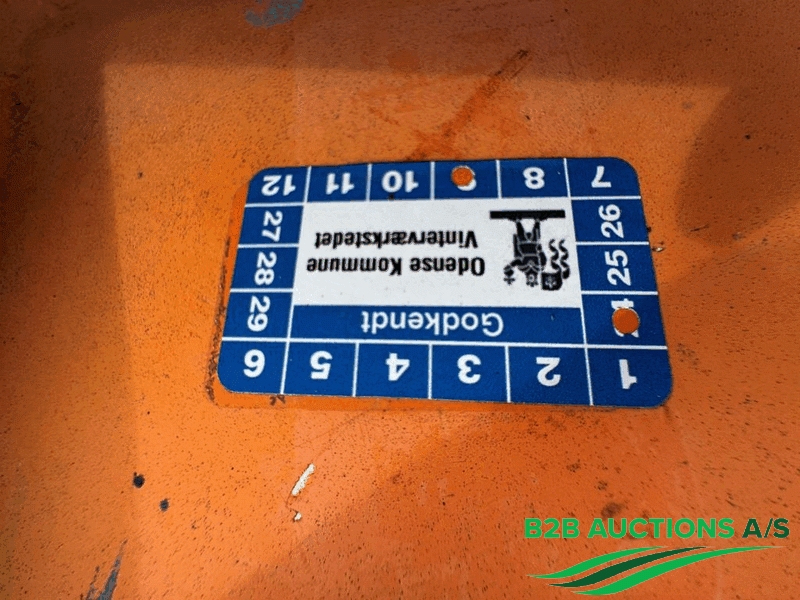 1 2 3 4 5 6
Godkendt
29
25
28
26
27
Odense Kommune
Vinterværkstedet
7 8 10 11 12
B2B AUCTIONS A/S